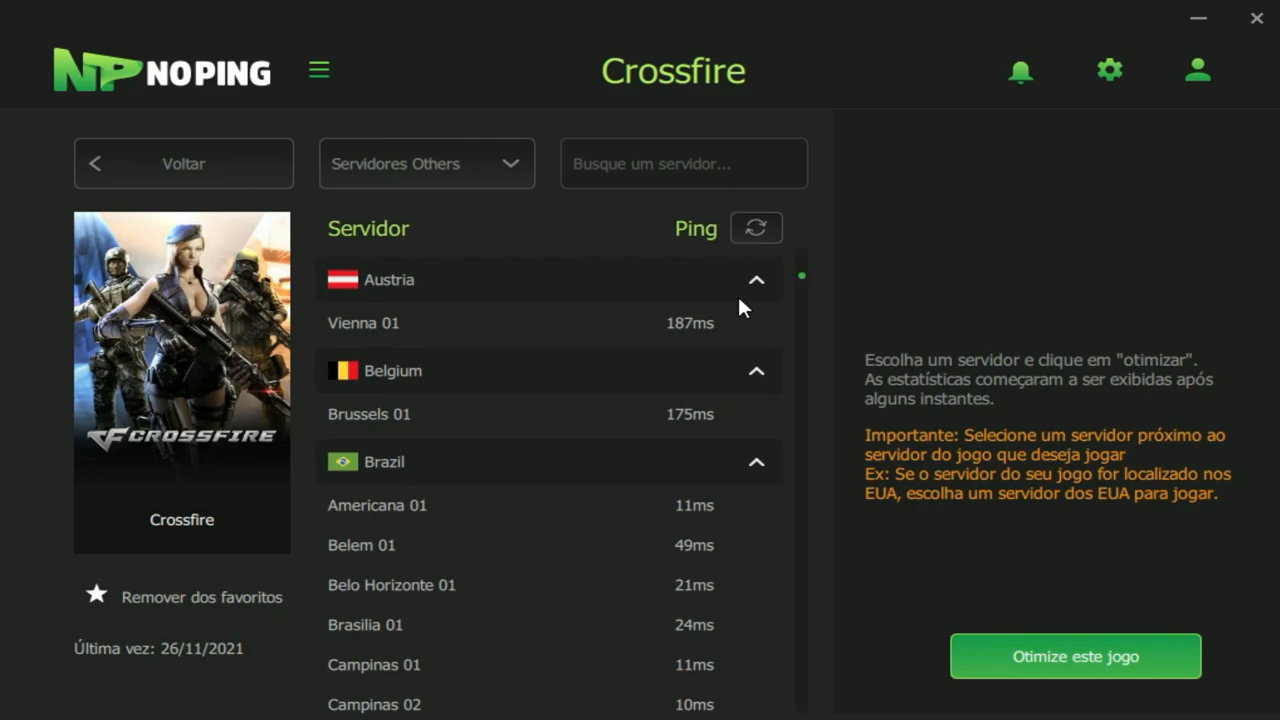 NP NOPING
Crossfire
Voltar
Servidores Others
Busque um servidor...
CF CROSSFIRE
Crossfire
Remover dos favoritos
Última vez: 26/11/2021
Servidor Ping
Austria
Vienna 01 187ms
Belgium
Brussels 01 175ms
Brazil
Americana 01 11ms
Belem 01 49ms
Belo Horizonte 01 21ms
Brasilia 01 24ms
Campinas 01 11ms
Campinas 02 10ms
Escolha um servidor e clique em "otimizar".
As estatísticas começaram a ser exibidas após
alguns instantes.
Importante: Selecione um servidor próximo ao
servidor do jogo que deseja jogar
Ex: Se o servidor do seu jogo for localizado nos
EUA, escolha um servidor dos EUA para jogar.
Otimize este jogo